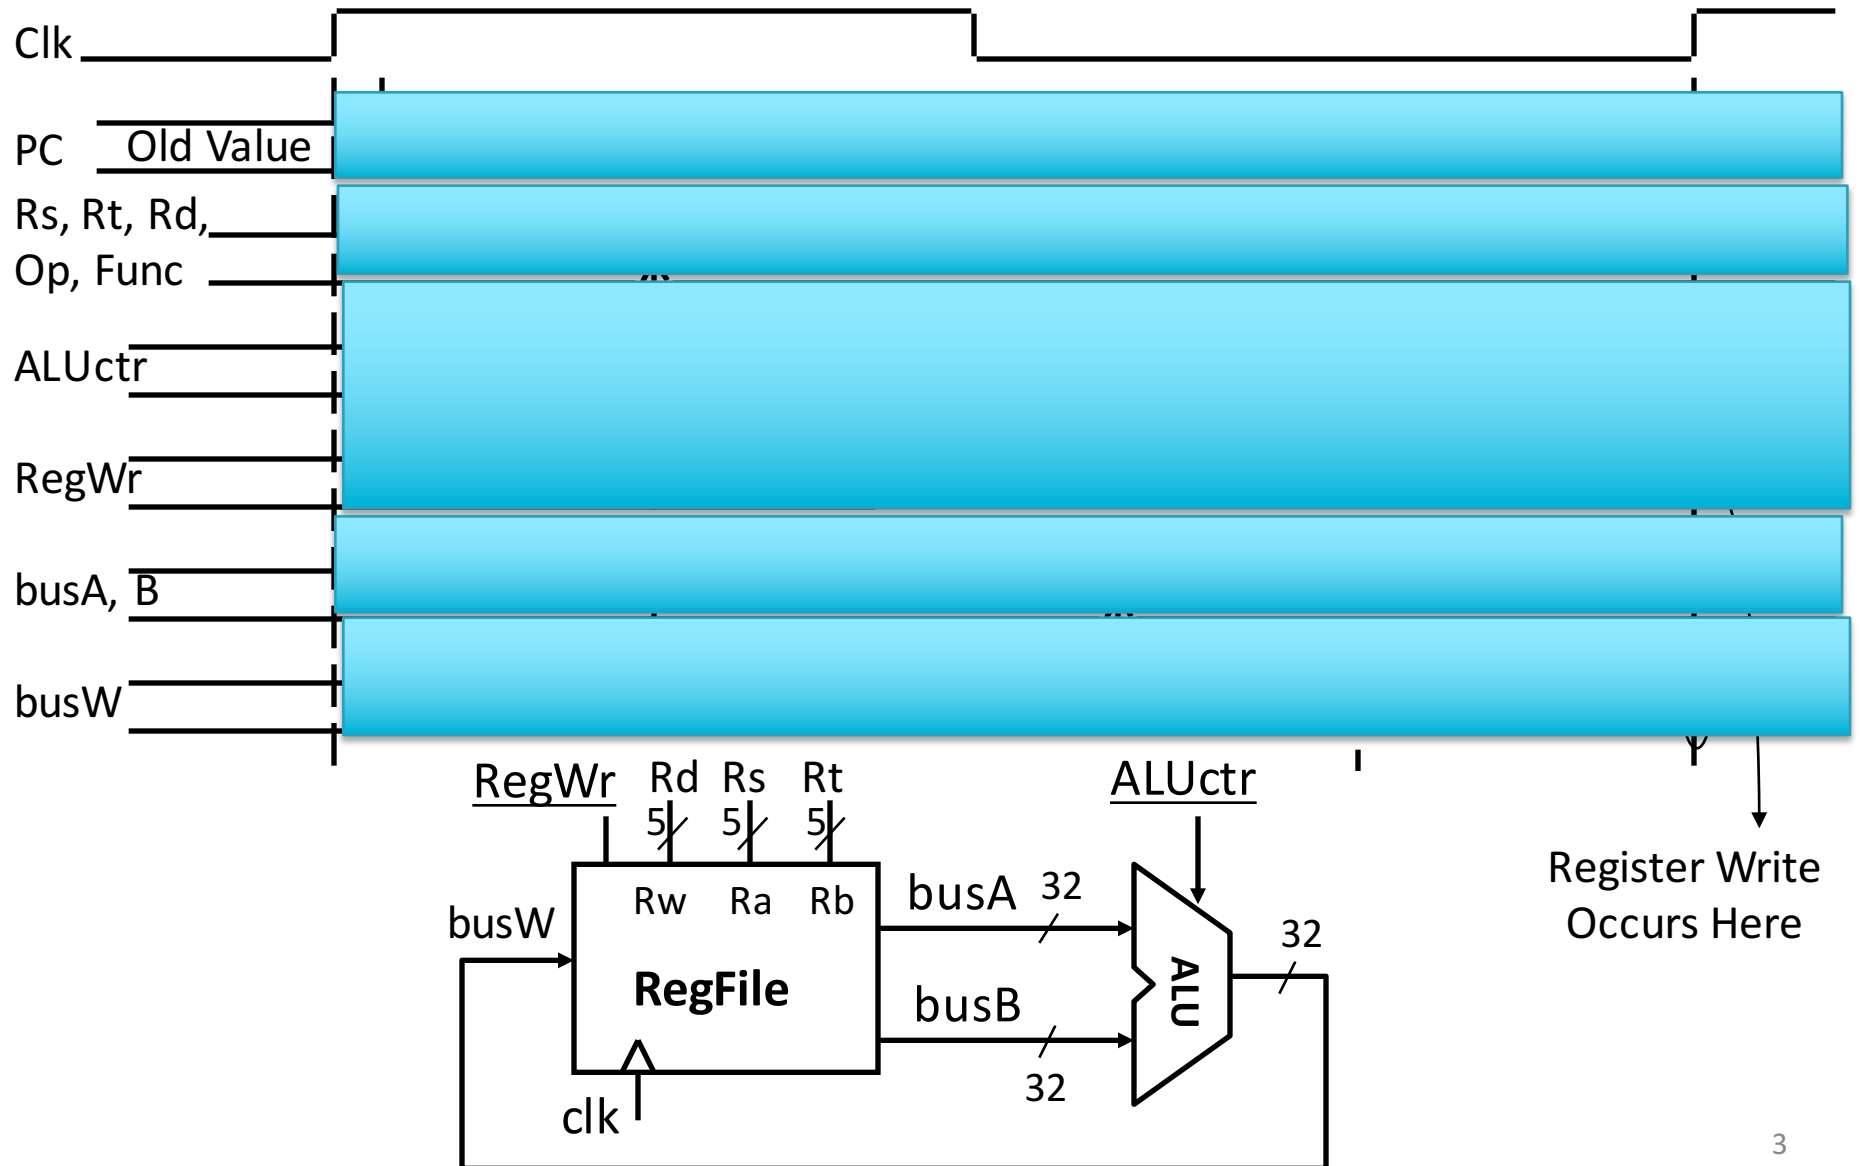 Clk
PC Old Value
Rs, Rt, Rd,
Op, Func
ALUctr
RegWr
busA, B
busW
RegWr Rd Rs Rt ALUctr
5 5 5
Register Write
Occurs Here
Rw Ra Rb
busA 32
busW
32
RegFile
ALU
busB
32
clk
3